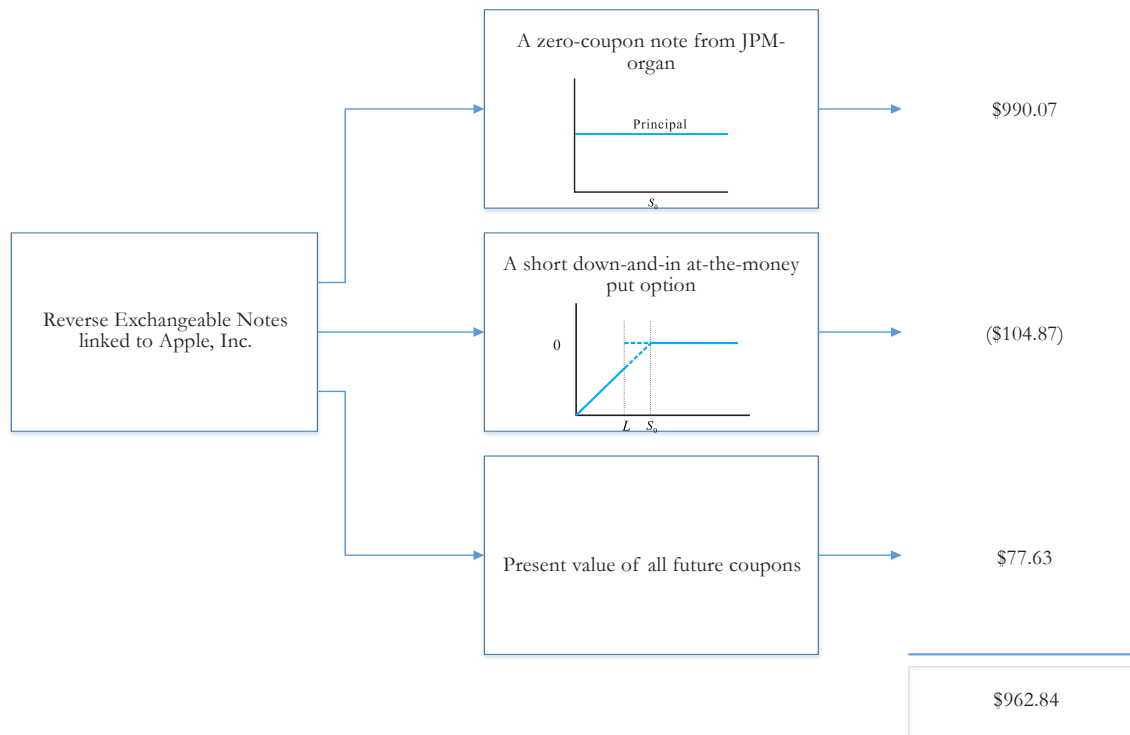 A zero-coupon note from JPM-
organ
Principal
S₀
$990.07
Reverse Exchangeable Notes
linked to Apple, Inc.
A short down-and-in at-the-money
put option
0
L S₀
($104.87)
Present value of all future coupons
$77.63
$962.84